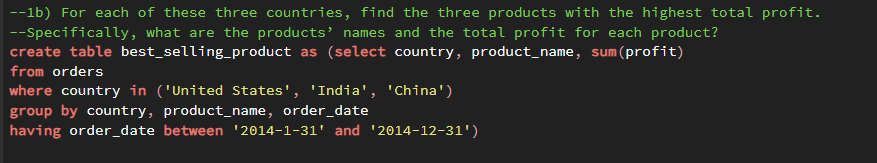 --1b) For each of these three countries, find the three products with the highest total profit.
--Specifically, what are the products’ names and the total profit for each product?
create table best_selling_product as (select country, product_name, sum(profit)
from orders
where country in ('United States', 'India', 'China')
group by country, product_name, order_date
having order_date between '2014-1-31' and '2014-12-31')